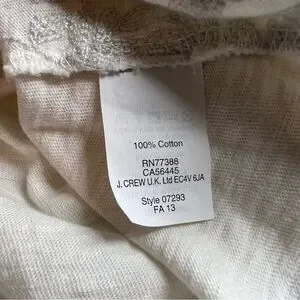 100% Cotton
RN77388
CA56445
J. CREW U.K. Ltd EC4V 6JA
Style 07293
FA 13